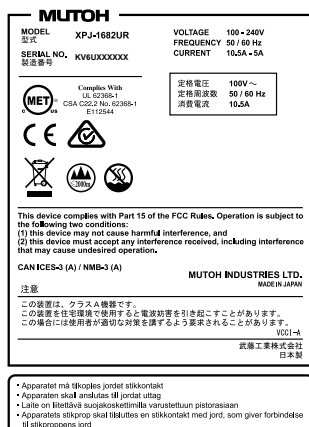 MUTOH
MODEL XPJ-1682UR
型式
SERIAL NO. KV6UXXXXXX
製造番号
VOLTAGE 100 - 240V
FREQUENCY 50 / 60 Hz
CURRENT 10.5A - 5A
定格電圧 100V～
定格周波数 50 / 60 Hz
消費電流 10.5A
MET
c us
Complies With
UL 62368-1
CSA C22.2 No. 62368-1
E112544
CE
≤2000m
This device complies with Part 15 of the FCC Rules. Operation is subject to
the following two conditions:
(1) this device may not cause harmful interference, and
(2) this device must accept any interference received, including interference
that may cause undesired operation.
CAN ICES-3 (A) / NMB-3 (A)
MUTOH INDUSTRIES LTD.
MADE IN JAPAN
注意
この装置は、クラスA機器です。
この装置を住宅環境で使用すると電波妨害を引き起こすことがあります。
この場合には使用者が適切な対策を講ずるよう要求されることがあります。
VCCI-A
武藤工業株式会社
日本製
• Apparatet må tilkoples jordet stikkontakt
• Apparaten skall anslutas till jordat uttag
• Laite on liitettävä suojakoskettimilla varustettuun pistorasiaan
• Apparatets stikprop skal tilsluttes en stikkontakt med jord, som giver forbindelse
til stikproppens jord